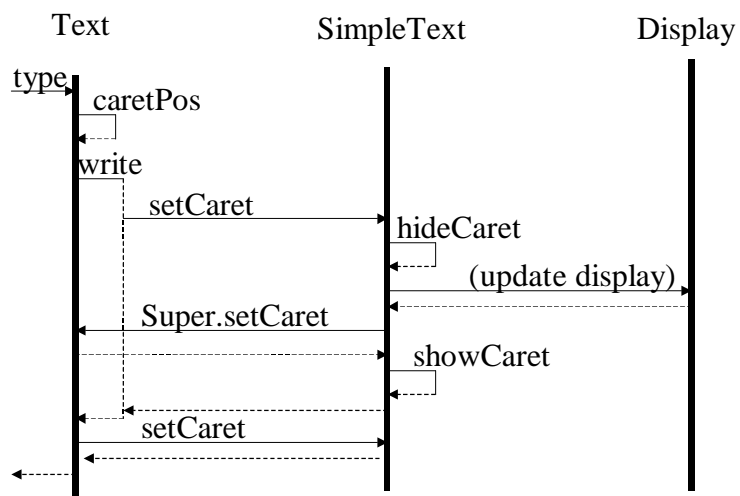 Text
SimpleText
Display
type
caretPos
write
setCaret
hideCaret
(update display)
Super.setCaret
showCaret
setCaret